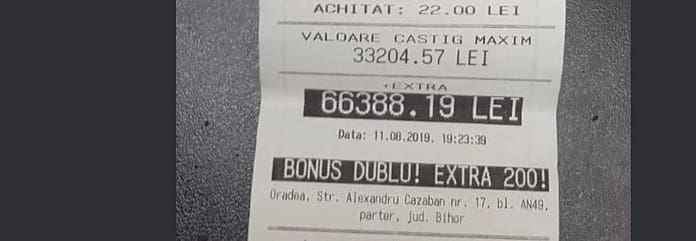 ACHITAT: 22.00 LEI
VALOARE CASTIG MAXIM
33204.57 LEI
+EXTRA
66388.19 LEI
Data: 11.08.2019, 19:23:39
BONUS DUBLU! EXTRA 200!
Oradea, Str. Alexandru Cazaban nr. 17, bl. AN49,
parter, jud. Bihor